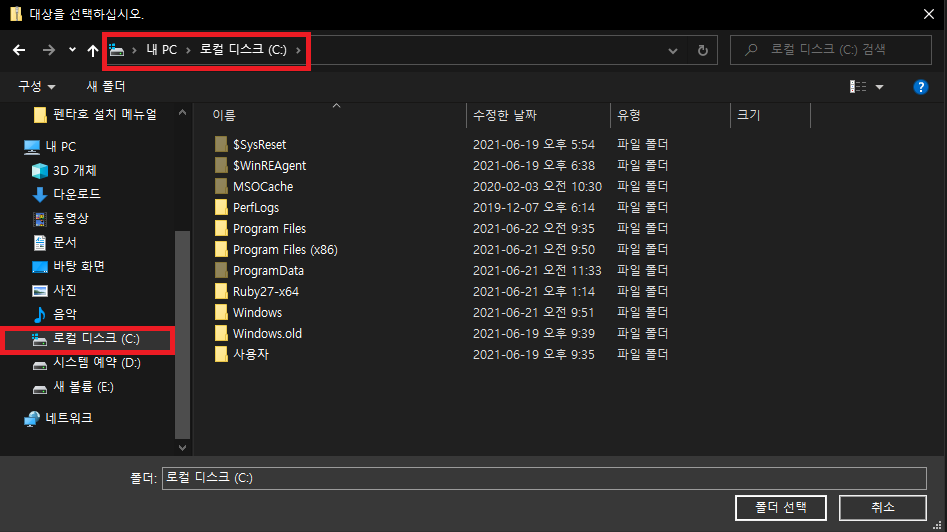 대상을 선택하십시오.
내 PC 로컬 디스크 (C:)
로컬 디스크 (C:) 검색
구성 새 폴더
?
펜타호 설치 메뉴얼
내 PC
3D 개체
다운로드
동영상
문서
바탕 화면
사진
음악
로컬 디스크 (C:)
시스템 예약 (D:)
새 볼륨 (E:)
네트워크
이름 수정한 날짜 유형 크기
$SysReset 2021-06-19 오후 5:54 파일 폴더
$WinREAgent 2021-06-19 오후 6:38 파일 폴더
MSOCache 2020-02-03 오전 10:30 파일 폴더
PerfLogs 2019-12-07 오후 6:14 파일 폴더
Program Files 2021-06-22 오후 9:35 파일 폴더
Program Files (x86) 2021-06-21 오후 9:50 파일 폴더
ProgramData 2021-06-21 오전 11:33 파일 폴더
Ruby27-x64 2021-06-21 오후 1:14 파일 폴더
Windows 2021-06-21 오후 9:51 파일 폴더
Windows.old 2021-06-19 오후 9:39 파일 폴더
사용자 2021-06-19 오후 9:35 파일 폴더
폴더: 로컬 디스크 (C:)
폴더 선택 취소